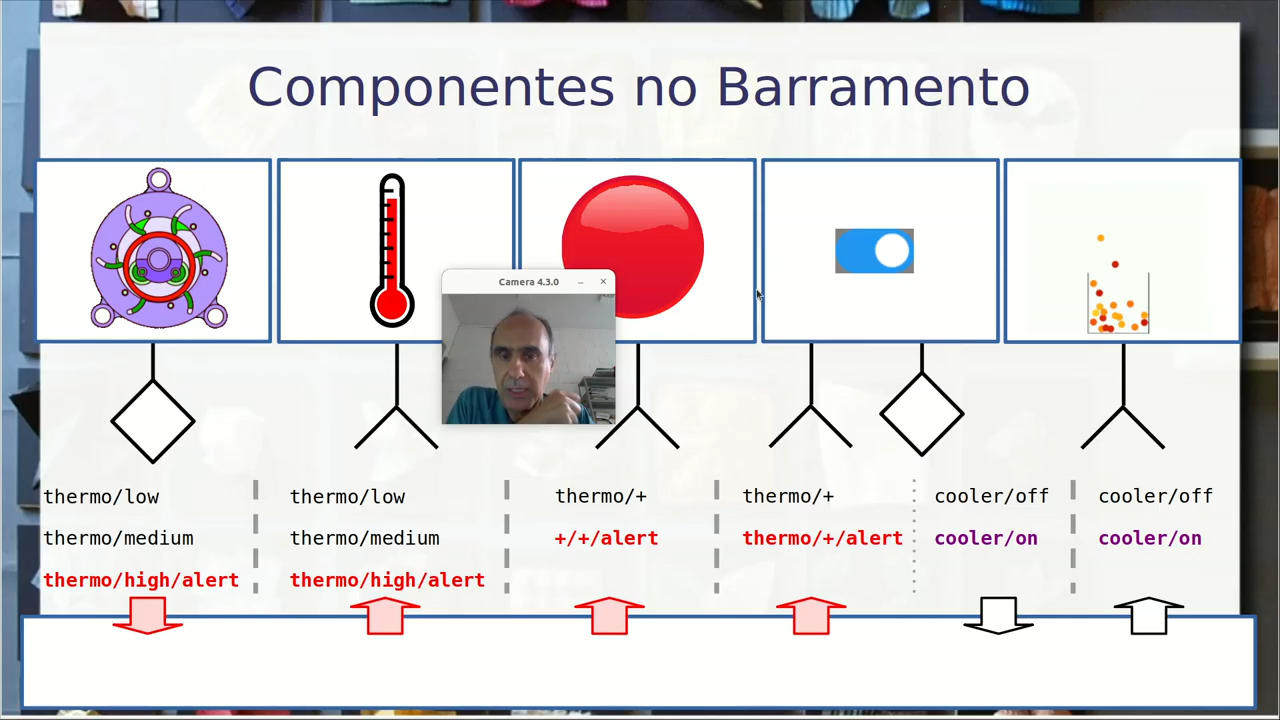 Componentes no Barramento
Camera 4.3.0
thermo/low
thermo/medium
thermo/high/alert
thermo/low
thermo/medium
thermo/high/alert
thermo/+
+/+/alert
thermo/+
thermo/+/alert
cooler/off
cooler/on
cooler/off
cooler/on